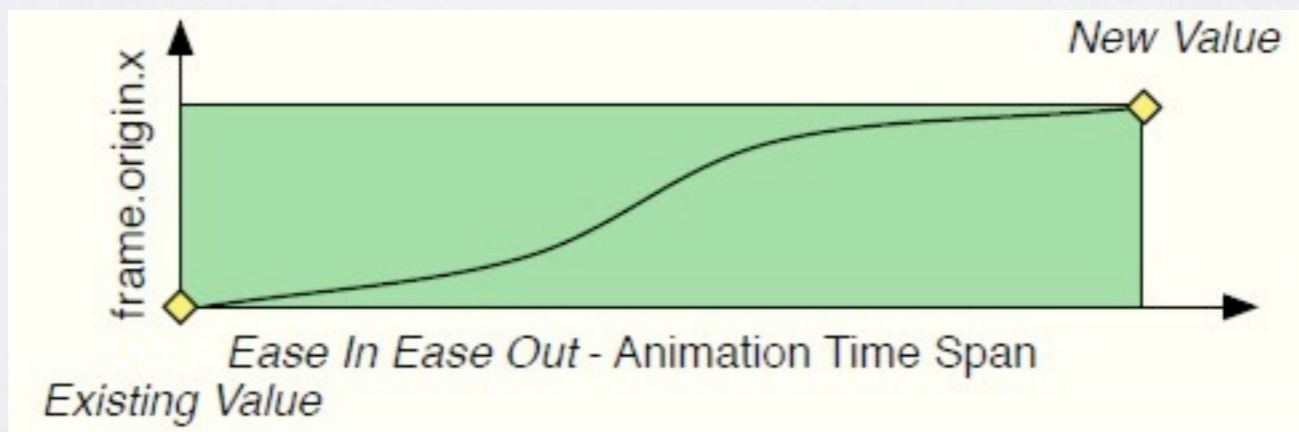 New Value
frame.origin.x
Ease In Ease Out - Animation Time Span
Existing Value